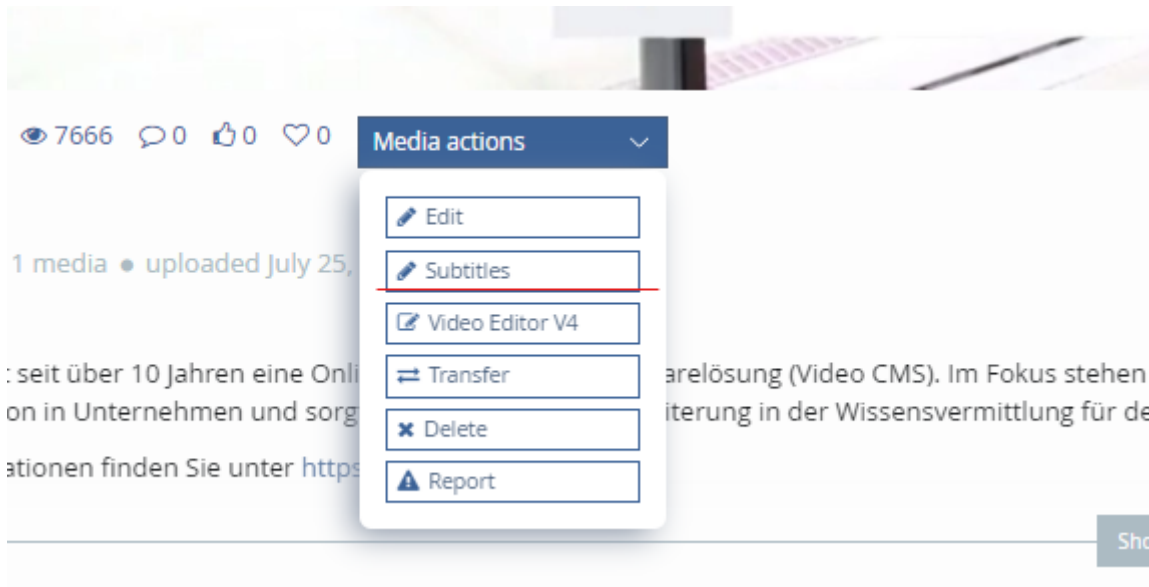 7666 0 0 0 Media actions
Edit
1 media ● uploaded July 25,
Subtitles
Video Editor V4
seit über 10 Jahren eine Onli
Transfer
arelösung (Video CMS). Im Fokus stehen
on in Unternehmen und sorg
iterung in der Wissensvermittlung für de
Delete
ationen finden Sie unter https
Report
Sho